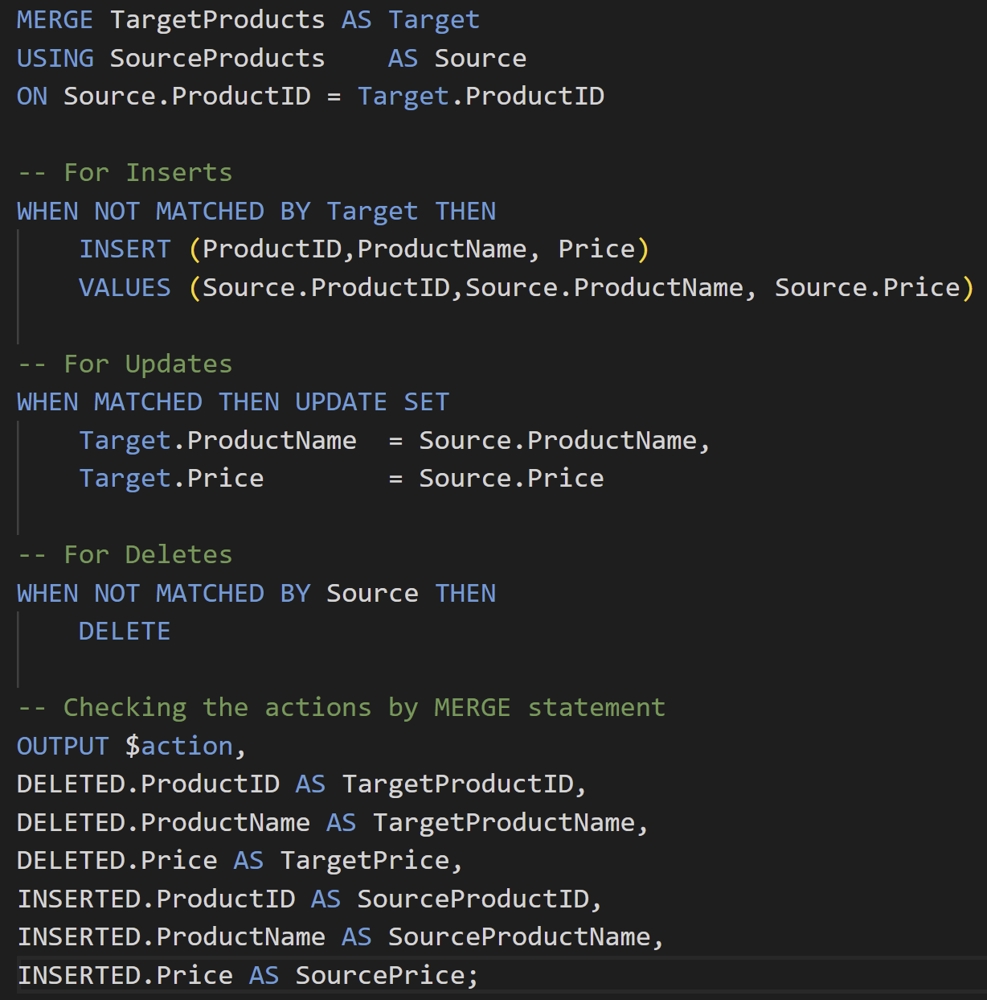 MERGE TargetProducts AS Target
USING SourceProducts    AS Source
ON Source.ProductID = Target.ProductID
-- For Inserts
WHEN NOT MATCHED BY Target THEN
    INSERT (ProductID,ProductName, Price)
    VALUES (Source.ProductID,Source.ProductName, Source.Price)
-- For Updates
WHEN MATCHED THEN UPDATE SET
    Target.ProductName  = Source.ProductName,
    Target.Price        = Source.Price
-- For Deletes
WHEN NOT MATCHED BY Source THEN
    DELETE
-- Checking the actions by MERGE statement
OUTPUT $action,
DELETED.ProductID AS TargetProductID,
DELETED.ProductName AS TargetProductName,
DELETED.Price AS TargetPrice,
INSERTED.ProductID AS SourceProductID,
INSERTED.ProductName AS SourceProductName,
INSERTED.Price AS SourcePrice;